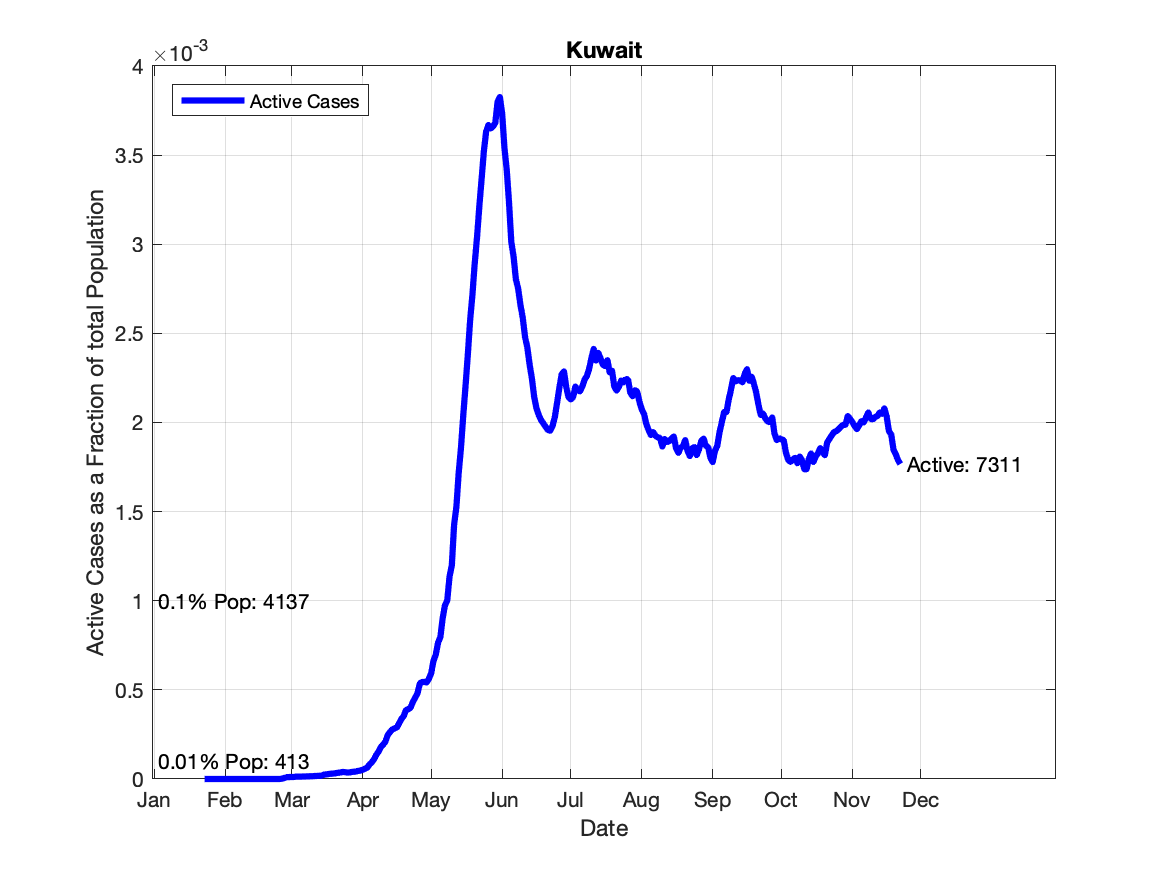 Kuwait
×10-3
4
3.5
3
2.5
2
1.5
1
0.5
0
Active Cases as a Fraction of total Population
Active Cases
Active: 7311
0.1% Pop: 4137
0.01% Pop: 413
Jan Feb Mar Apr May Jun Jul Aug Sep Oct Nov Dec
Date